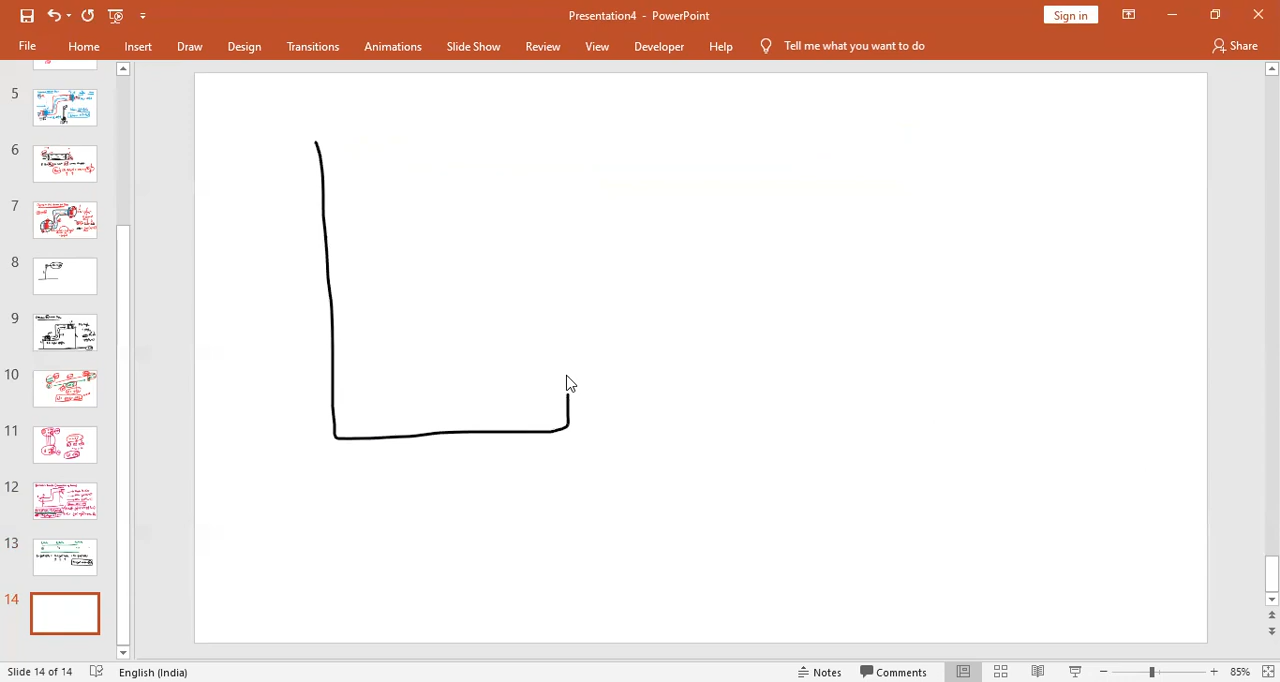 Presentation4 - PowerPoint
Sign in
File Home Insert Draw Design Transitions Animations Slide Show Review View Developer Help Tell me what you want to do Share
5
6
7
8
9
10
11
12
13
14
Slide 14 of 14 English (India) Notes Comments 85%